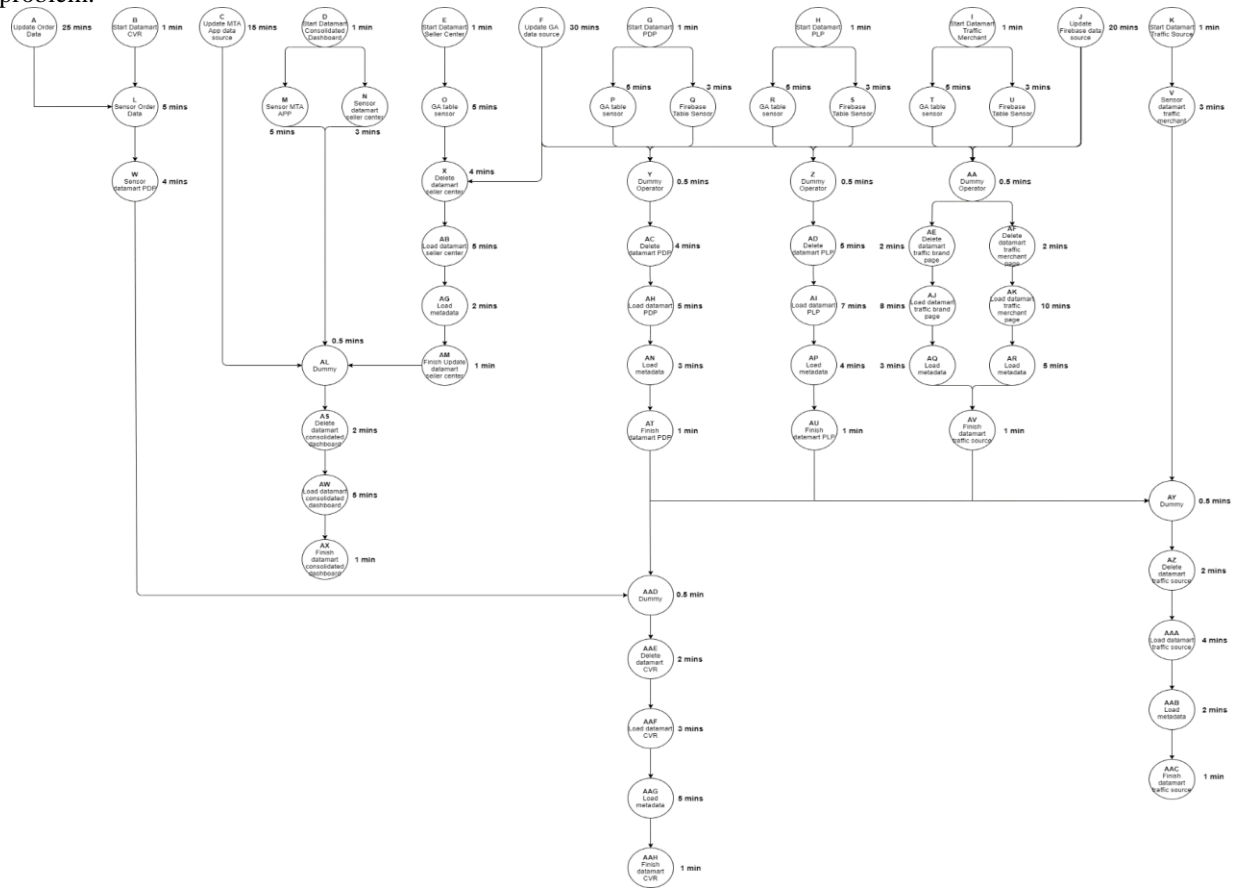 problem.
A
Update Order
Data
25 mins
B
Start Datamart
CVR
1 min
C
Update MTA
App data
source
15 mins
D
Start Datamart
Consolidated
Dashboard
1 min
E
Start Datamart
Seller Center
1 min
F
Update GA
data source
30 mins
G
Start Datamart
PDP
1 min
H
Start Datamart
PLP
1 min
I
Start Datamart
Traffic
Merchant
1 min
J
Update
Firebase data
source
20 mins
K
Start Datamart
Traffic Source
1 min
L
Sensor Order
Data
5 mins
M
Sensor MTA
APP
5 mins
N
Sensor
datamart
seller center
3 mins
O
GA table
sensor
5 mins
P
GA table
sensor
5 mins
Q
Firebase
Table Sensor
3 mins
R
GA table
sensor
5 mins
S
Firebase
Table Sensor
3 mins
T
GA table
sensor
5 mins
U
Firebase
Table Sensor
3 mins
V
Sensor
datamart
traffic
merchant
3 mins
W
Sensor
datamart PDP
4 mins
X
Delete
datamart
seller center
4 mins
Y
Dummy
Operator
0.5 mins
Z
Dummy
Operator
0.5 mins
AA
Dummy
Operator
0.5 mins
AB
Load datamart
seller center
5 mins
AC
Delete
datamart PDP
4 mins
AD
Delete
datamart PLP
5 mins
2 mins
AE
Delete
datamart
traffic brand
page
AF
Delete
datamart
traffic
merchant page
2 mins
AG
Load
metadata
2 mins
AH
Load datamart
PDP
5 mins
AI
Load datamart
PLP
7 mins
8 mins
AJ
Load datamart
traffic brand
page
AK
Load datamart
traffic
merchant page
10 mins
0.5 mins
AL
Dummy
AM
Finish Update
datamart
seller center
1 min
AN
Load
metadata
3 mins
AP
Load
metadata
4 mins
3 mins
AQ
Load
metadata
AR
Load
metadata
5 mins
AS
Delete
datamart
consolidated
dashboard
2 mins
AT
Finish
datamart PDP
1 min
AU
Finish
datamart PLP
1 min
AV
Finish
datamart
traffic source
1 min
AW
Load datamart
consolidated
dashboard
5 mins
AY
Dummy
0.5 mins
AX
Finish
datamart
consolidated
dashboard
1 min
AZ
Delete
datamart
traffic source
2 mins
AAD
Dummy
0.5 min
AAA
Load datamart
traffic source
4 mins
AAE
Delete
datamart
CVR
2 mins
AAB
Load
metadata
2 mins
AAF
Load datamart
CVR
3 mins
AAC
Finish
datamart
traffic source
1 min
AAG
Load
metadata
5 mins
AAH
Finish
datamart
CVR
1 min